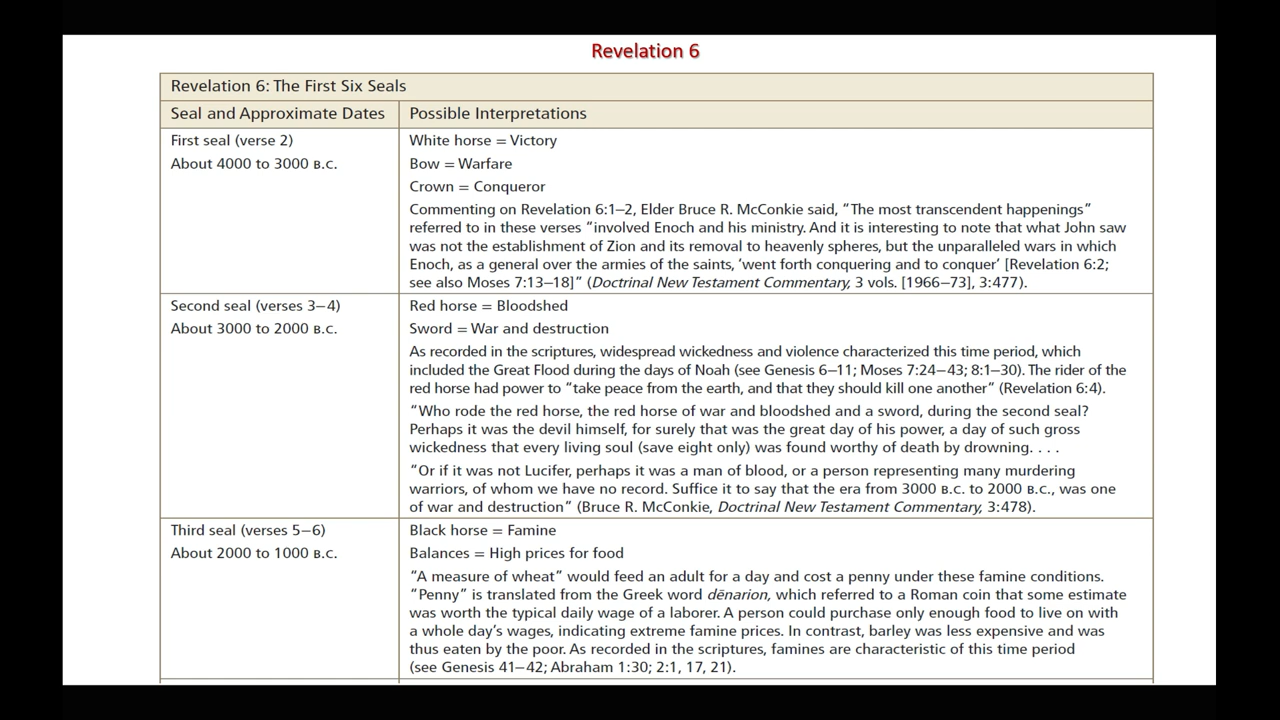 Revelation 6
Revelation 6: The First Six Seals
Seal and Approximate Dates
Possible Interpretations
First seal (verse 2)
About 4000 to 3000 B.C.
White horse = Victory
Bow = Warfare
Crown = Conqueror
Commenting on Revelation 6:1–2, Elder Bruce R. McConkie said, “The most transcendent happenings”
referred to in these verses “involved Enoch and his ministry. And it is interesting to note that what John saw
was not the establishment of Zion and its removal to heavenly spheres, but the unparalleled wars in which
Enoch, as a general over the armies of the saints, ‘went forth conquering and to conquer’ [Revelation 6:2;
see also Moses 7:13–18]” (Doctrinal New Testament Commentary, 3 vols. [1966–73], 3:477).
Second seal (verses 3–4)
About 3000 to 2000 B.C.
Red horse = Bloodshed
Sword = War and destruction
As recorded in the scriptures, widespread wickedness and violence characterized this time period, which
included the Great Flood during the days of Noah (see Genesis 6–11; Moses 7:24–43; 8:1–30). The rider of the
red horse had power to “take peace from the earth, and that they should kill one another” (Revelation 6:4).
“Who rode the red horse, the red horse of war and bloodshed and a sword, during the second seal?
Perhaps it was the devil himself, for surely that was the great day of his power, a day of such gross
wickedness that every living soul (save eight only) was found worthy of death by drowning. . . .
“Or if it was not Lucifer, perhaps it was a man of blood, or a person representing many murdering
warriors, of whom we have no record. Suffice it to say that the era from 3000 B.C. to 2000 B.C., was one
of war and destruction” (Bruce R. McConkie, Doctrinal New Testament Commentary, 3:478).
Third seal (verses 5–6)
About 2000 to 1000 B.C.
Black horse = Famine
Balances = High prices for food
“A measure of wheat” would feed an adult for a day and cost a penny under these famine conditions.
“Penny” is translated from the Greek word dēnarion, which referred to a Roman coin that some estimate
was worth the typical daily wage of a laborer. A person could purchase only enough food to live on with
a whole day’s wages, indicating extreme famine prices. In contrast, barley was less expensive and was
thus eaten by the poor. As recorded in the scriptures, famines are characteristic of this time period
(see Genesis 41–42; Abraham 1:30; 2:1, 17, 21).